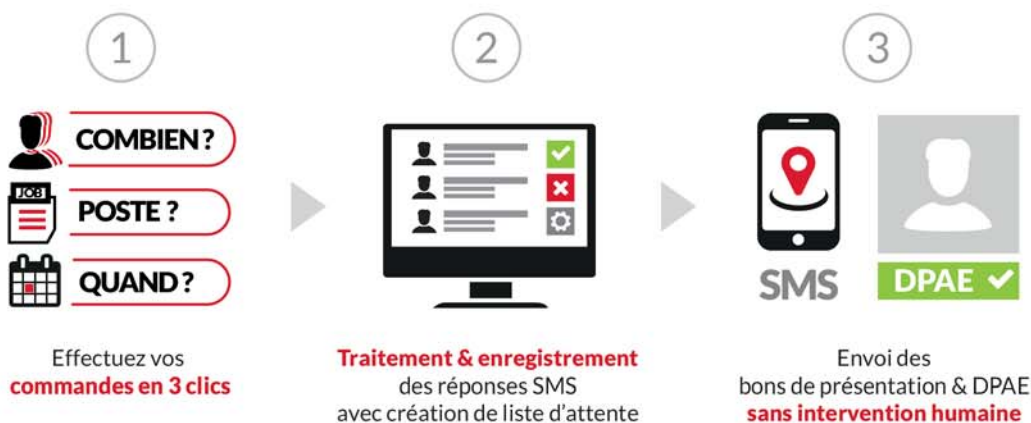 1
COMBIEN ?
JOB
POSTE ?
QUAND ?
Effectuez vos
commandes en 3 clics
2
Traitement & enregistrement
des réponses SMS
avec création de liste d'attente
3
SMS
DPAE
Envoi des
bons de présentation & DPAE
sans intervention humaine